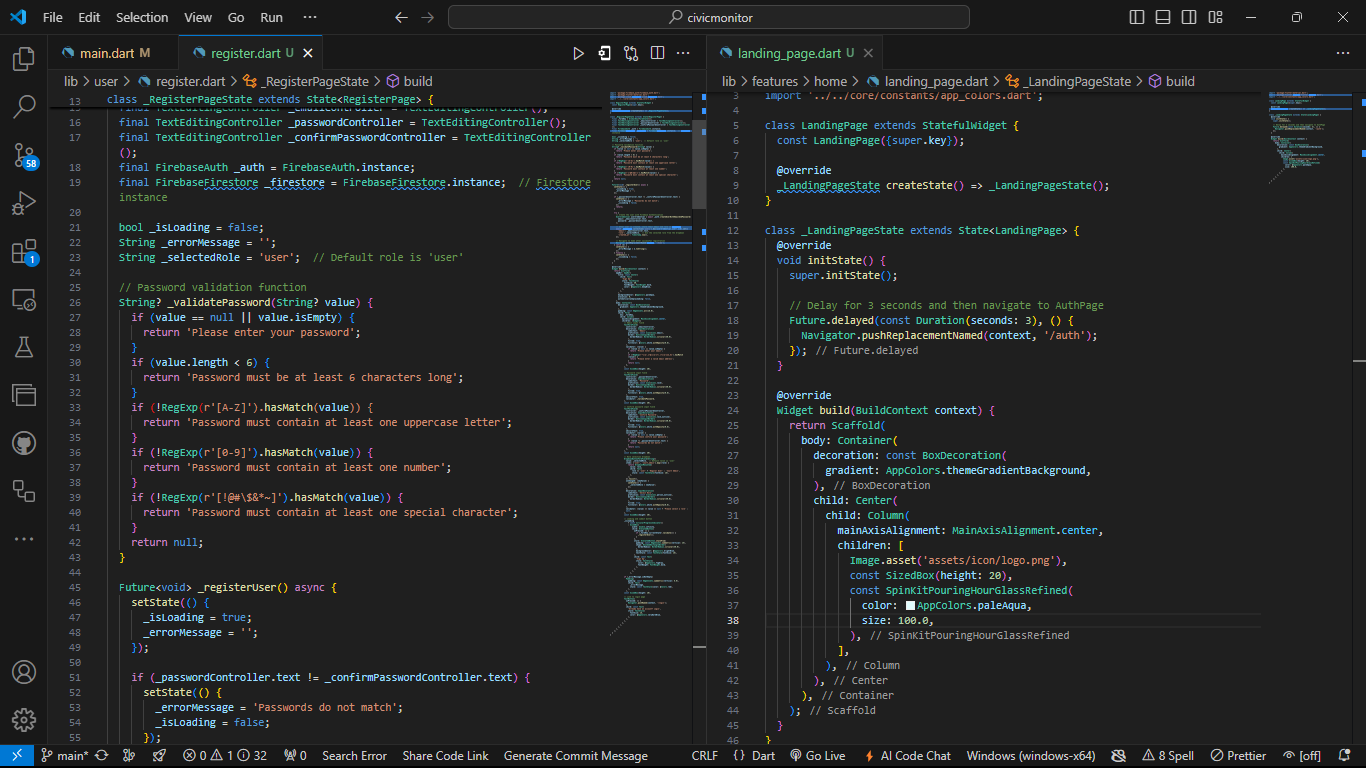 File Edit Selection View Go Run ··· civicmonitor
main.dart M register.dart U
lib > user > register.dart > _RegisterPageState > build
13 class _RegisterPageState extends State<RegisterPage> {
16 final TextEditingController _passwordController = TextEditingController();
17 final TextEditingController _confirmPasswordController = TextEditingController
();
18 final FirebaseAuth _auth = FirebaseAuth.instance;
19 final FirebaseFirestore _firestore = FirebaseFirestore.instance;  // Firestore
instance
20
21 bool _isLoading = false;
22 String _errorMessage = '';
23 String _selectedRole = 'user';  // Default role is 'user'
24
25 // Password validation function
26 String? _validatePassword(String? value) {
27 if (value == null || value.isEmpty) {
28 return 'Please enter your password';
29 }
30 if (value.length < 6) {
31 return 'Password must be at least 6 characters long';
32 }
33 if (!RegExp(r'[A-Z]').hasMatch(value)) {
34 return 'Password must contain at least one uppercase letter';
35 }
36 if (!RegExp(r'[0-9]').hasMatch(value)) {
37 return 'Password must contain at least one number';
38 }
39 if (!RegExp(r'[!@#\$&*~]').hasMatch(value)) {
40 return 'Password must contain at least one special character';
41 }
42 return null;
43 }
44
45 Future<void> _registerUser() async {
46 setState(() {
47 _isLoading = true;
48 _errorMessage = '';
49 });
50
51 if (_passwordController.text != _confirmPasswordController.text) {
52 setState(() {
53 _errorMessage = 'Passwords do not match';
54 _isLoading = false;
55 });
landing_page.dart U
lib > features > home > landing_page.dart > _LandingPageState > build
3 import '../../core/constants/app_colors.dart';
4
5 class LandingPage extends StatefulWidget {
6 const LandingPage({super.key});
7
8 @override
9 _LandingPageState createState() => _LandingPageState();
10 }
11
12 class _LandingPageState extends State<LandingPage> {
13 @override
14 void initState() {
15 super.initState();
16
17 // Delay for 3 seconds and then navigate to AuthPage
18 Future.delayed(const Duration(seconds: 3), () {
19 Navigator.pushReplacementNamed(context, '/auth');
20 }); // Future.delayed
21 }
22
23 @override
24 Widget build(BuildContext context) {
25 return Scaffold(
26 body: Container(
27 decoration: const BoxDecoration(
28 gradient: AppColors.themeGradientBackground,
29 ), // BoxDecoration
30 child: Center(
31 child: Column(
32 mainAxisAlignment: MainAxisAlignment.center,
33 children: [
34 Image.asset('assets/icon/logo.png'),
35 const SizedBox(height: 20),
36 const SpinKitPouringHourGlassRefined(
37 color: AppColors.paleAqua,
38 size: 100.0,
39 ), // SpinKitPouringHourGlassRefined
40 ],
41 ), // Column
42 ), // Center
43 ), // Container
44 ); // Scaffold
45 }
46 }
58
1
main* 0 1 32 0 Search Error Share Code Link Generate Commit Message CRLF {} Dart Go Live AI Code Chat Windows (windows-x64) 8 Spell Prettier [off]